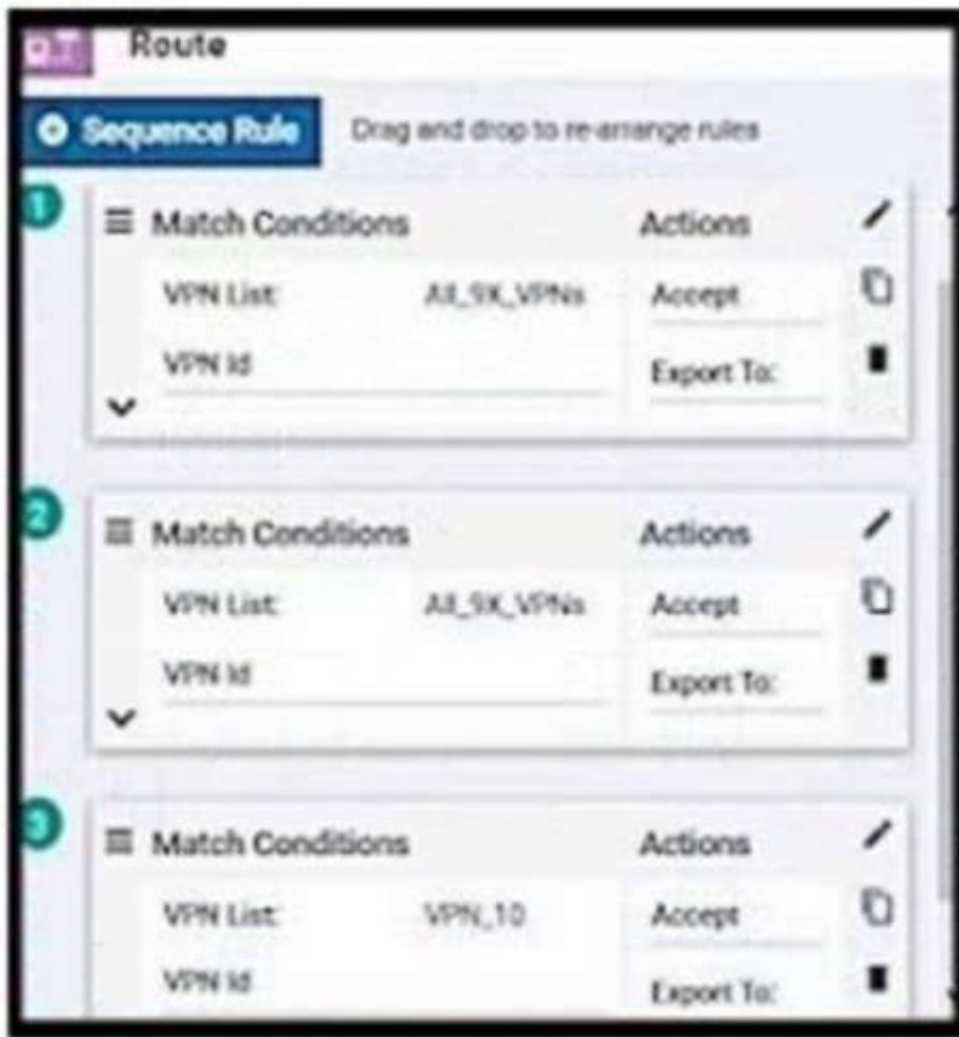 Route
Sequence Rule Drag and drop to re-arrange rules
1
Match Conditions Actions
VPN List: All_9X_VPNs Accept
VPN Id Export To:
2
Match Conditions Actions
VPN List: All_9X_VPNs Accept
VPN Id Export To:
3
Match Conditions Actions
VPN List: VPN_10 Accept
VPN Id Export To: